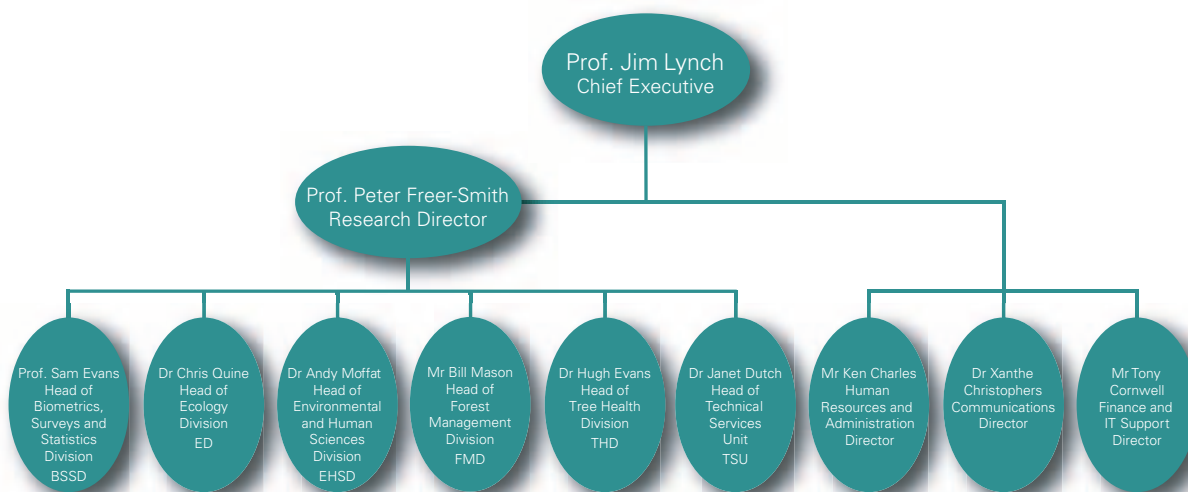 Prof. Jim Lynch
Chief Executive
Prof. Peter Freer-Smith
Research Director
Prof. Sam Evans
Head of
Biometrics,
Surveys and
Statistics
Division
BSSD
Dr Chris Quine
Head of
Ecology
Division
ED
Dr Andy Moffat
Head of
Environmental
and Human
Sciences
Division
EHSD
Mr Bill Mason
Head of
Forest
Management
Division
FMD
Dr Hugh Evans
Head of
Tree Health
Division
THD
Dr Janet Dutch
Head of
Technical
Services
Unit
TSU
Mr Ken Charles
Human
Resources and
Administration
Director
Dr Xanthe
Christophers
Communications
Director
Mr Tony
Cornwell
Finance and
IT Support
Director